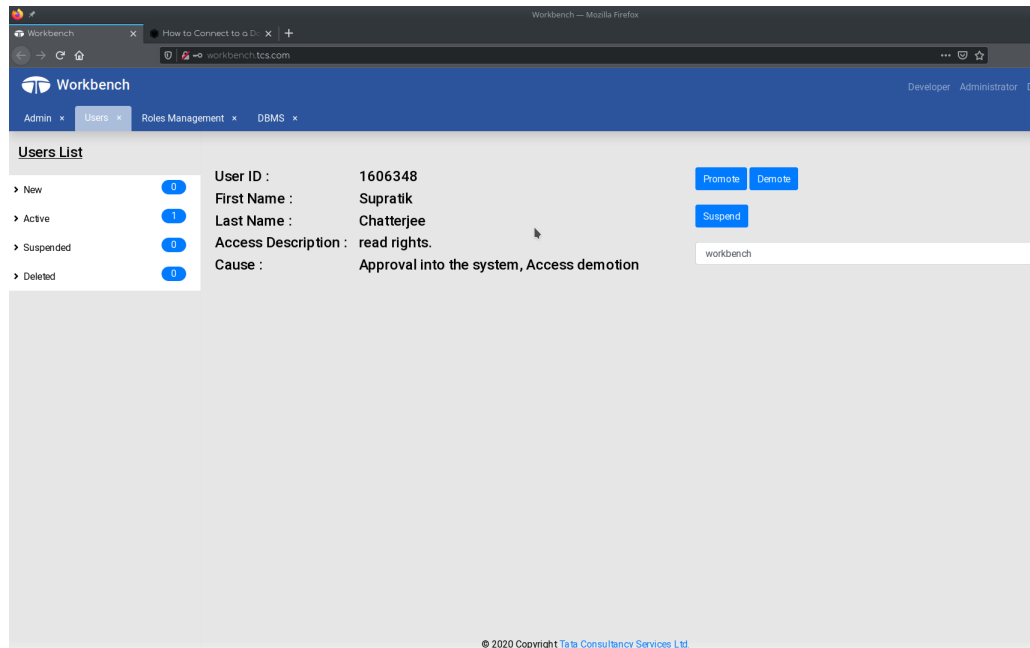 Workbench — Mozilla Firefox
Workbench
How to Connect to a Do
workbench.tcs.com
Workbench
Developer Administrator
Admin × Users × Roles Management × DBMS ×
Users List
New 0
Active 1
Suspended 0
Deleted 0
User ID : 1606348
First Name : Supratik
Last Name : Chatterjee
Access Description : read rights.
Cause : Approval into the system, Access demotion
Promote Demote
Suspend
workbench
© 2020 Copyright Tata Consultancy Services Ltd.